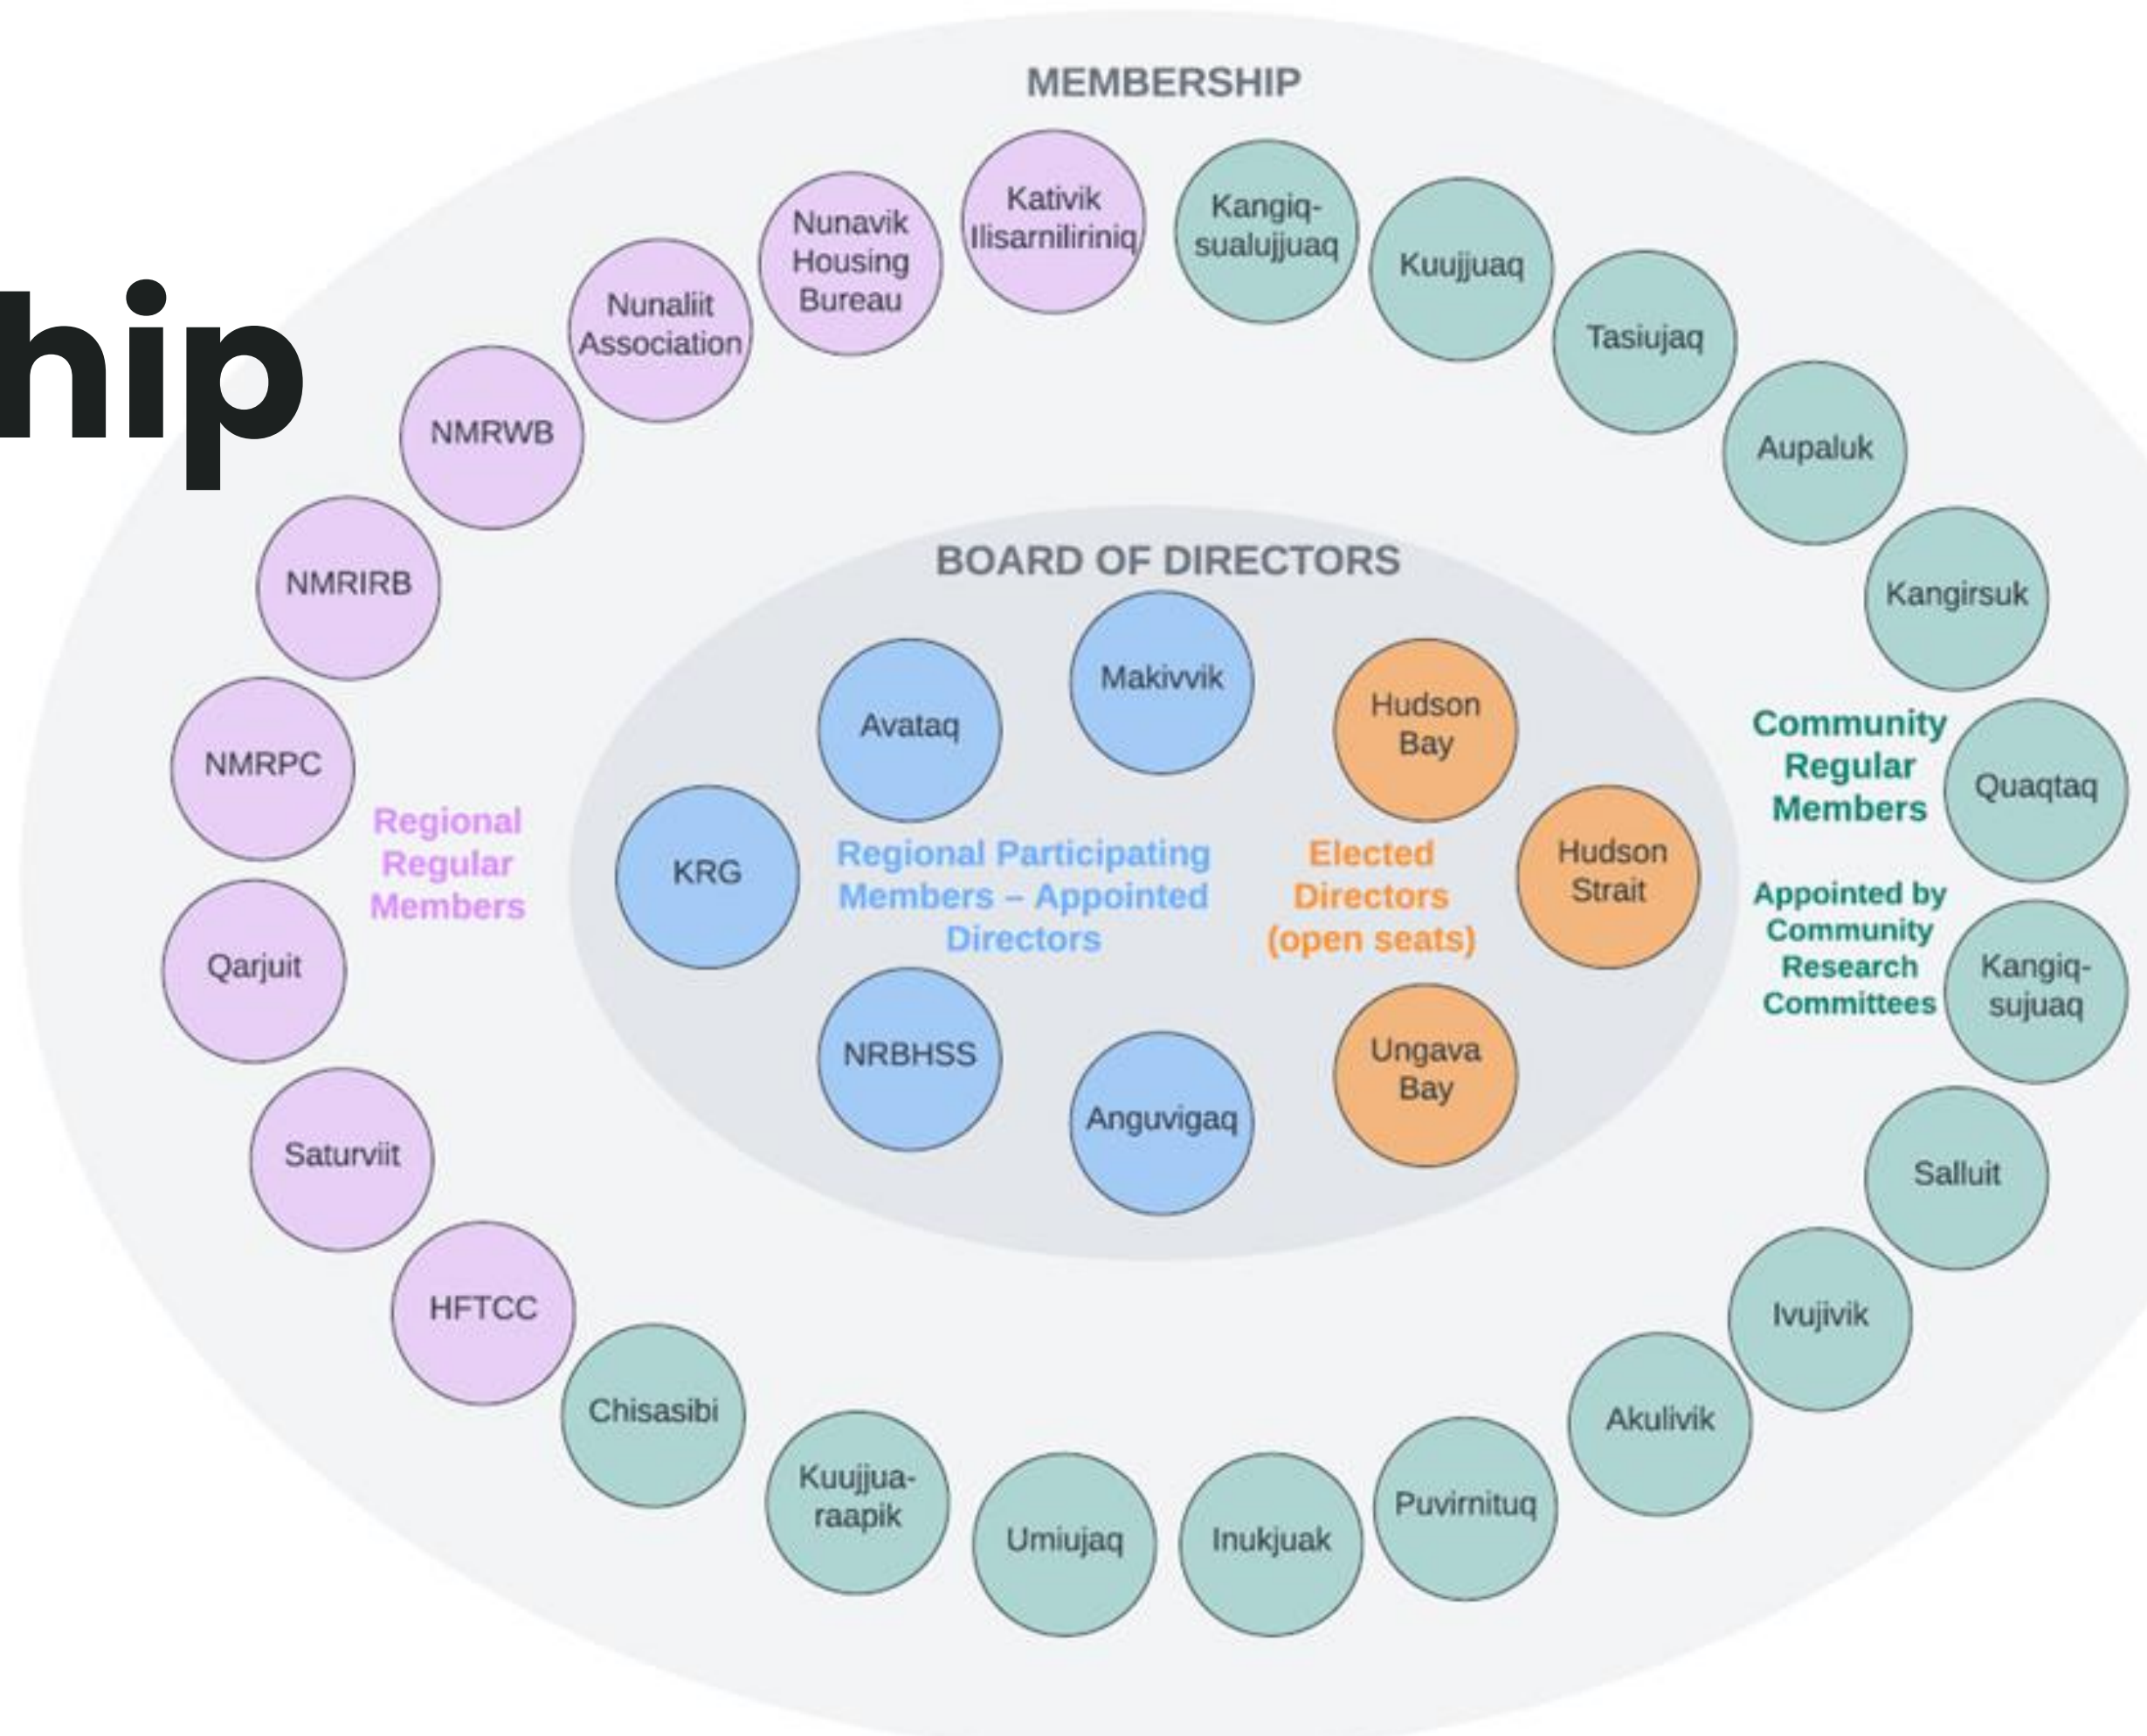 hip
MEMBERSHIP
Kativik
Ilisarniliriniq
Kangiq-
sualujjuaq
Nunavik
Housing
Bureau
Kuujjuaq
Nunaliit
Association
Tasiujaq
NMRWB
Aupaluk
NMRIRB
Kangirsuk
NMRPC
Regional
Regular
Members
Qarjuit
Saturviit
HFTCC
BOARD OF DIRECTORS
Makivvik
Avataq
Hudson
Bay
KRG
Regional Participating
Members – Appointed
Directors
Elected
Directors
(open seats)
Hudson
Strait
NRBHSS
Anguvigaq
Ungava
Bay
Community
Regular
Members
Appointed by
Community
Research
Committees
Quaqtaq
Kangiq-
sujuaq
Salluit
Ivujivik
Akulivik
Puvirnituq
Inukjuak
Umiujaq
Kuujjua-
raapik
Chisasibi